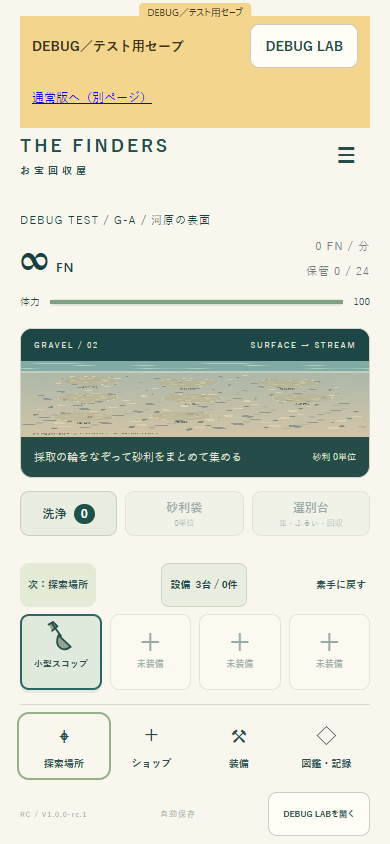 DEBUG／テスト用セーブ
DEBUG／テスト用セーブ
DEBUG LAB
通常版へ（別ページ）
THE FINDERS
お宝回収屋
DEBUG TEST / G-A / 河原の表面
∞ FN
0 FN / 分
保管 0 / 24
体力
100
GRAVEL / 02
SURFACE → STREAM
採取の輪をなぞって砂利をまとめて集める
砂利 0単位
洗浄 0
砂利袋
0単位
選別台
皿・ふるい・回収
次：探索場所
設備 3台 / 0件
素手に戻す
小型スコップ
未装備
未装備
未装備
探索場所
ショップ
装備
図鑑・記録
RC / V1.0.0-rc.1
自動保存
DEBUG LABを開く